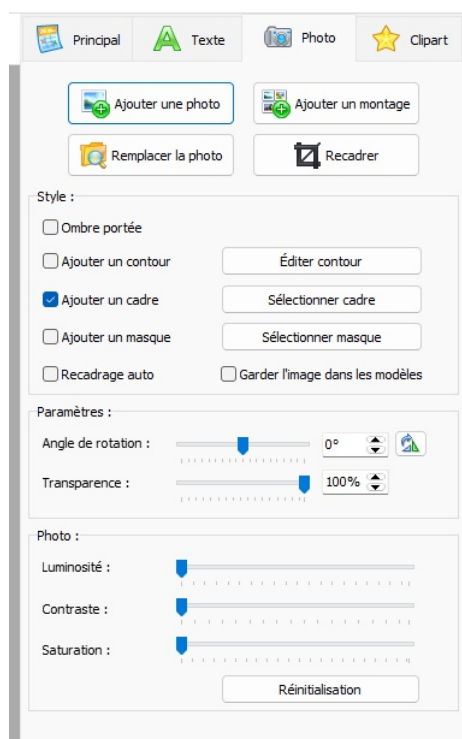 Principal Texte Photo Clipart
Ajouter une photo Ajouter un montage
Remplacer la photo Recadrer
Style :
Ombre portée
Ajouter un contour Éditer contour
Ajouter un cadre Sélectionner cadre
Ajouter un masque Sélectionner masque
Recadrage auto Garder l'image dans les modèles
Paramètres :
Angle de rotation : 0°
Transparence : 100%
Photo :
Luminosité :
Contraste :
Saturation :
Réinitialisation